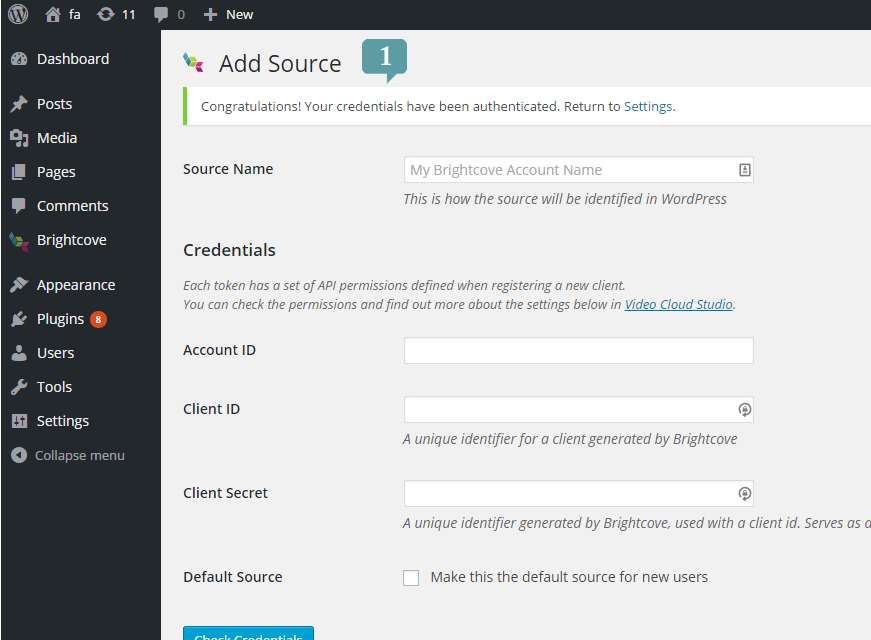 fa 11 0 New
Dashboard
Posts
Media
Pages
Comments
Brightcove
Appearance
Plugins 8
Users
Tools
Settings
Collapse menu
Add Source 1
Congratulations! Your credentials have been authenticated. Return to Settings.
Source Name
My Brightcove Account Name
This is how the source will be identified in WordPress
Credentials
Each token has a set of API permissions defined when registering a new client.
You can check the permissions and find out more about the settings below in Video Cloud Studio.
Account ID
Client ID
A unique identifier for a client generated by Brightcove
Client Secret
A unique identifier generated by Brightcove, used with a client id. Serves as a
Default Source
Make this the default source for new users
Check Credentials